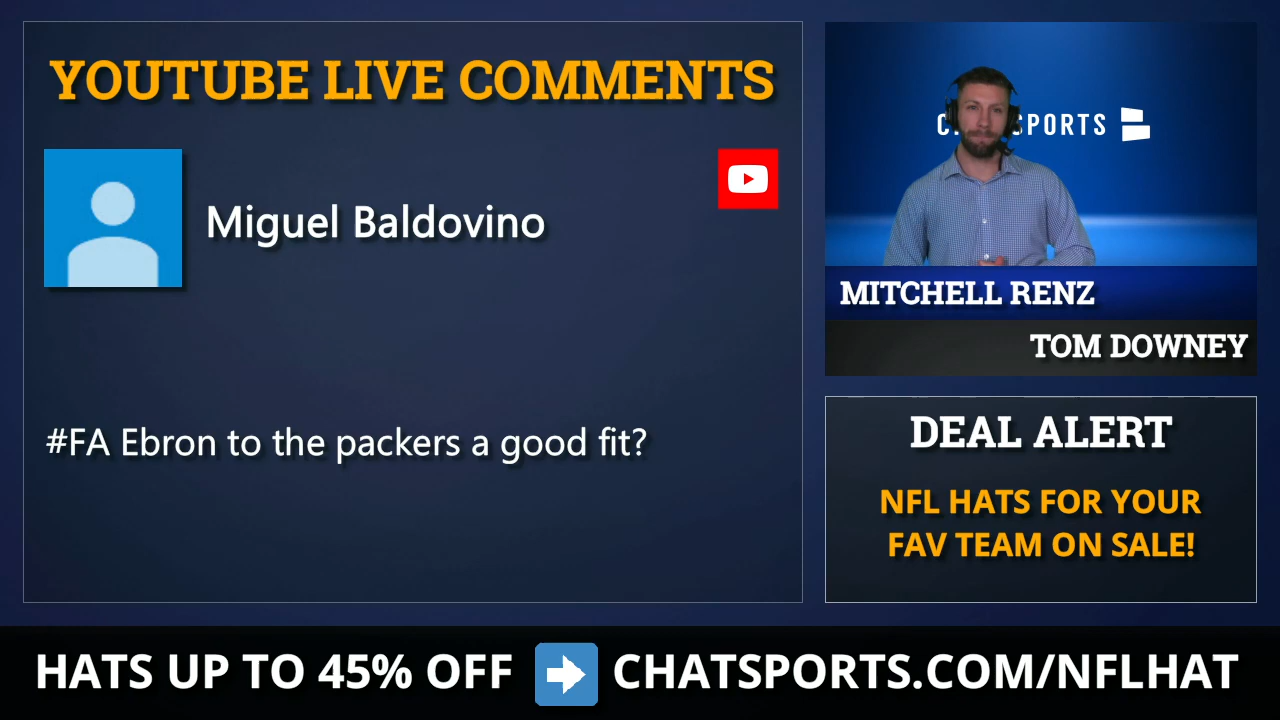 YOUTUBE LIVE COMMENTS
Miguel Baldovino
#FA Ebron to the packers a good fit?
SPORTS
MITCHELL RENZ
TOM DOWNEY
DEAL ALERT
NFL HATS FOR YOUR
FAV TEAM ON SALE!
HATS UP TO 45% OFF ➡ CHATSPORTS.COM/NFLHAT